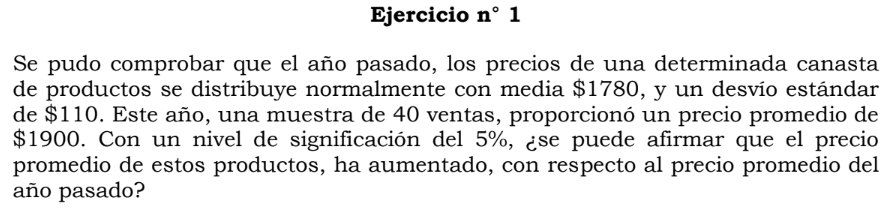 Ejercicio n° 1
Se pudo comprobar que el año pasado, los precios de una determinada canasta
de productos se distribuye normalmente con media $1780, y un desvío estándar
de $110. Este año, una muestra de 40 ventas, proporcionó un precio promedio de
$1900. Con un nivel de significación del 5%, ¿se puede afirmar que el precio
promedio de estos productos, ha aumentado, con respecto al precio promedio del
año pasado?